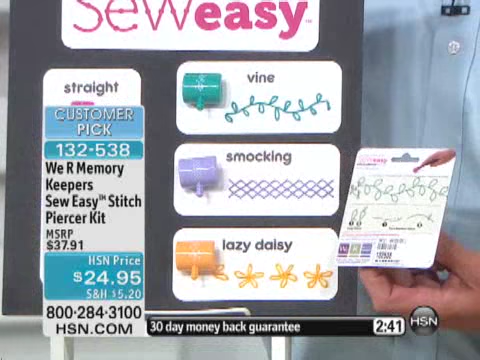 Seweasy™
straight
vine
smocking
lazy daisy
CUSTOMER
PICK
132-538
We R Memory
Keepers
Sew Easy™ Stitch
Piercer Kit
MSRP
$37.91
HSN Price
$24.95
S&H $5.20
800-284-3100
HSN.COM
30 day money back guarantee
2:41
HSN